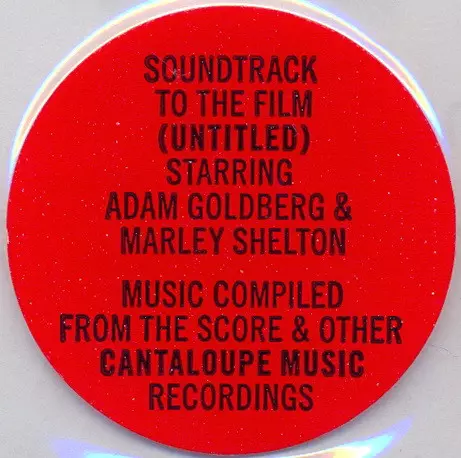 SOUNDTRACK
TO THE FILM
(UNTITLED)
STARRING
ADAM GOLDBERG &
MARLEY SHELTON
MUSIC COMPILED
FROM THE SCORE & OTHER
CANTALOUPE MUSIC
RECORDINGS